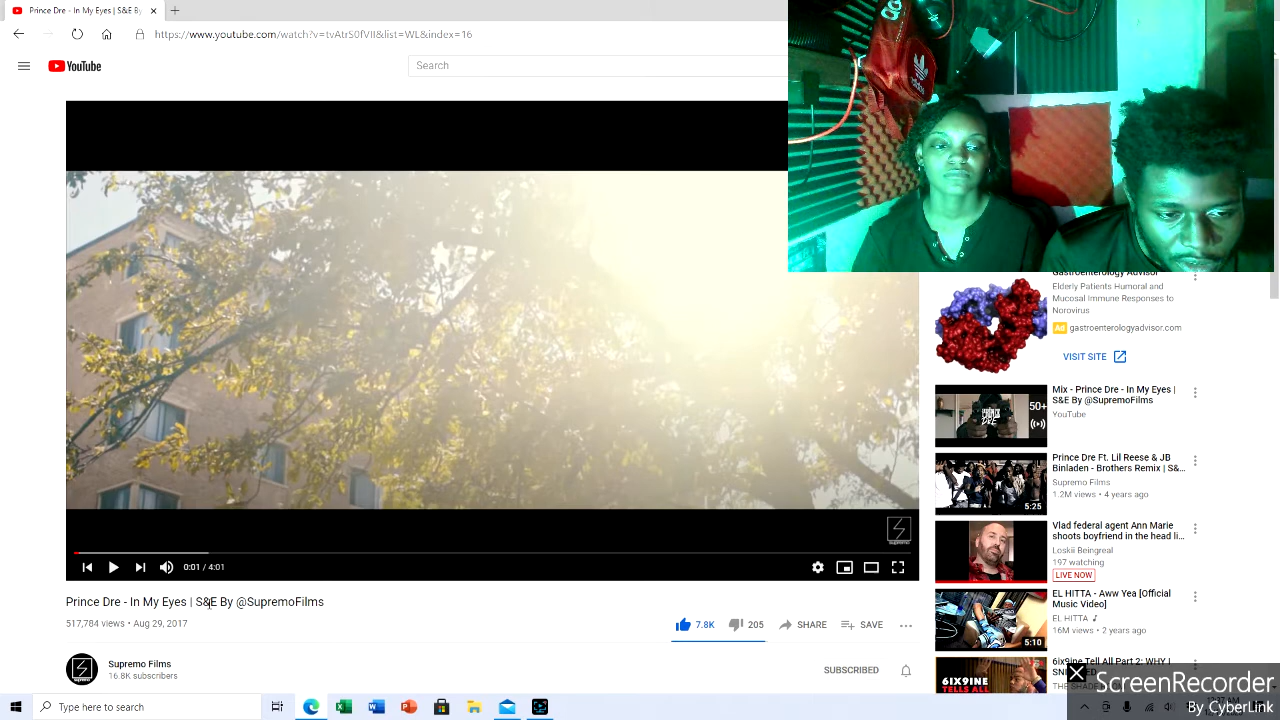 Prince Dre - In My Eyes | S&E By
https://www.youtube.com/watch?v=tvAtrS0fVII&list=WL&index=16
YouTube
Search
adidas
Gastroenterology Advisor
Elderly Patients Humoral and
Mucosal Immune Responses to
Norovirus
Ad gastroenterologyadvisor.com
VISIT SITE
Mix - Prince Dre - In My Eyes |
S&E By @SupremoFilms
YouTube
50+
Prince Dre Ft. Lil Reese & JB
Binladen - Brothers Remix | S&...
Supremo Films
1.2M views • 4 years ago
5:25
Vlad federal agent Ann Marie
shoots boyfriend in the head li...
Loskii Beingreal
197 watching
LIVE NOW
EL HITTA - Aww Yea [Official
Music Video]
EL HITTA
16M views • 2 years ago
5:10
6ix9ine Tell All Part 2: WHY I
6IX9INE
TELLS ALL
THE SHADE
supremo
0:01 / 4:01
Prince Dre - In My Eyes | S&E By @SupremoFilms
517,784 views • Aug 29, 2017
7.8K
205
SHARE
SAVE
Supremo Films
16.8K subscribers
SUBSCRIBED
ScreenRecorder
By CyberLink
Type here to search